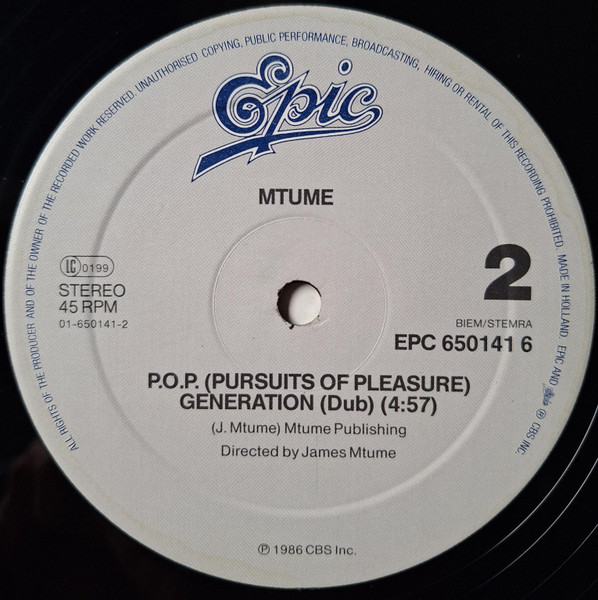 ALL RIGHTS OF THE PRODUCER AND OF THE OWNER OF THE RECORDED WORK RESERVED. UNAUTHORISED COPYING, PUBLIC PERFORMANCE, BROADCASTING, HIRING OR RENTAL OF THIS RECORDING PROHIBITED. MADE IN HOLLAND. EPIC AND Epic ® CBS INC.
Epic
MTUME
LC 0199
STEREO
45 RPM
01-650141-2
2
BIEM/STEMRA
EPC 650141 6
P.O.P. (PURSUITS OF PLEASURE)
GENERATION (Dub) (4:57)
(J. Mtume) Mtume Publishing
Directed by James Mtume
℗ 1986 CBS Inc.